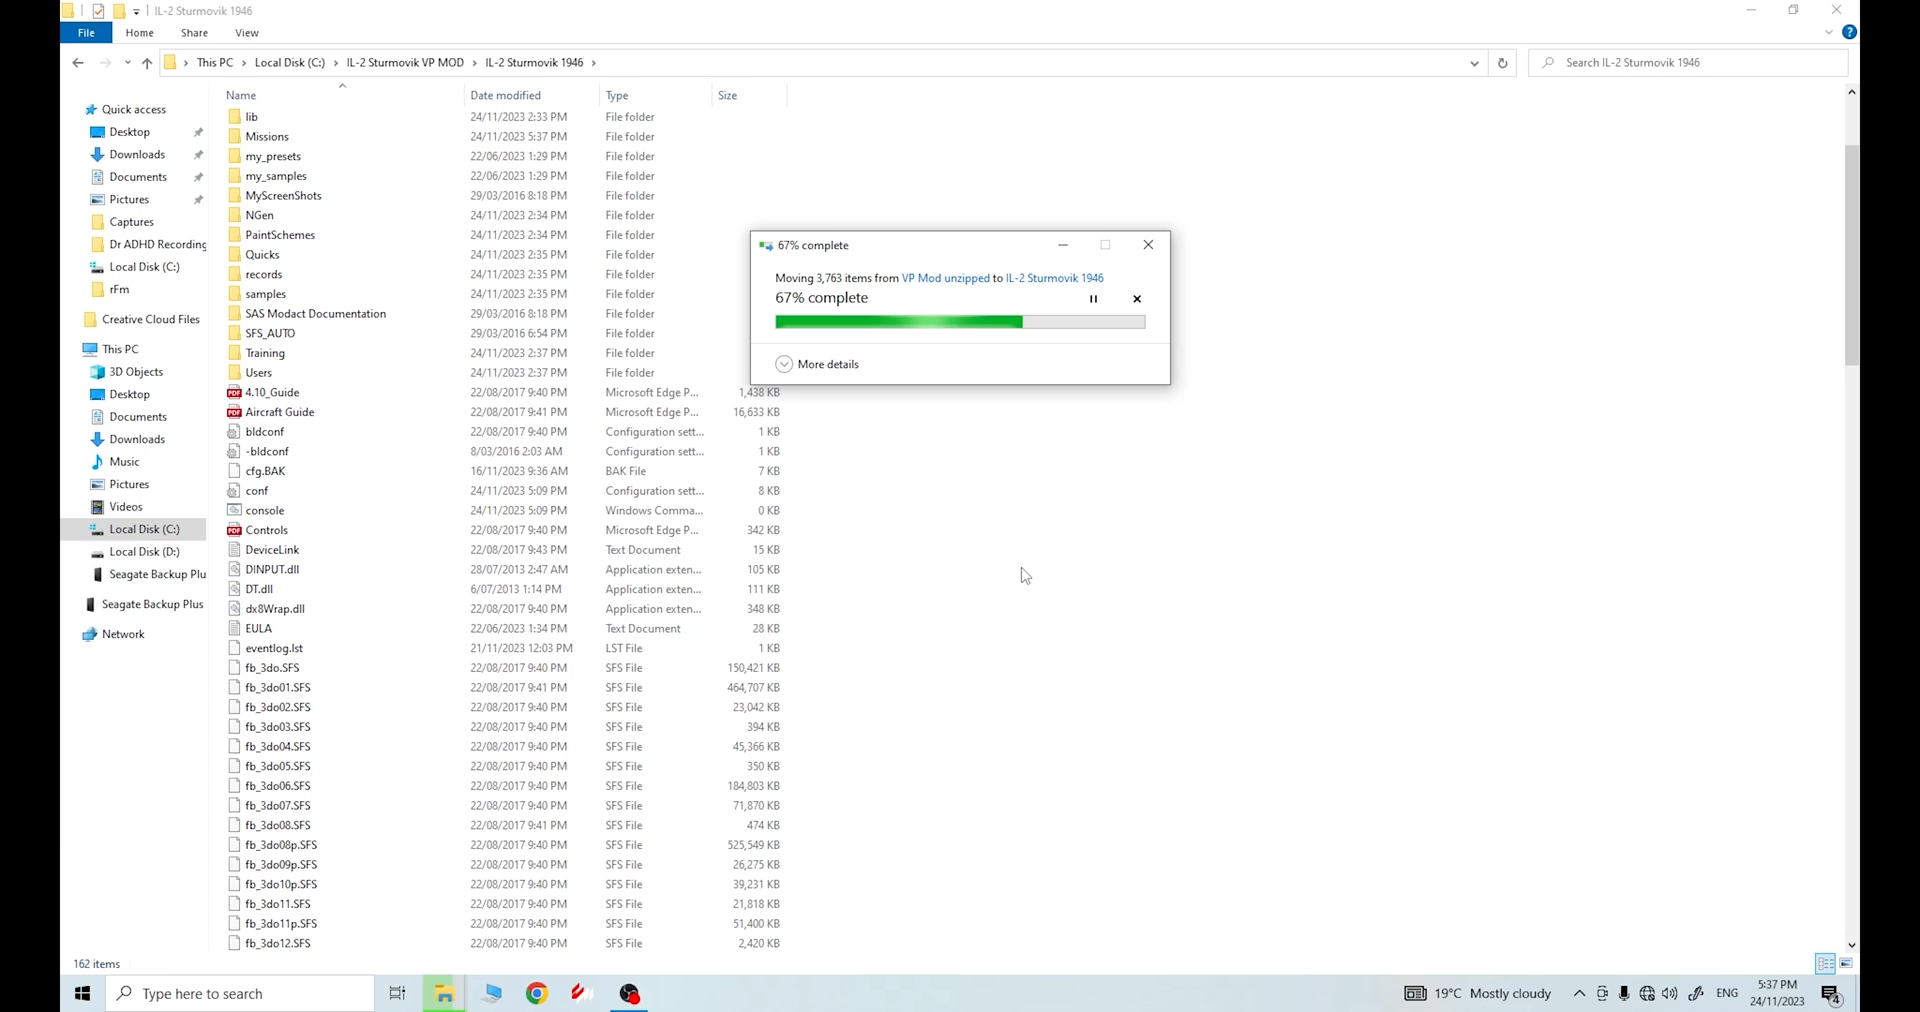 IL-2 Sturmovik 1946
File Home Share View
This PC Local Disk (C:) IL-2 Sturmovik VP MOD IL-2 Sturmovik 1946
Search IL-2 Sturmovik 1946
Quick access
Desktop
Downloads
Documents
Pictures
Captures
Dr ADHD Recording
Local Disk (C:)
rFm
Creative Cloud Files
This PC
3D Objects
Desktop
Documents
Downloads
Music
Pictures
Videos
Local Disk (C:)
Local Disk (D:)
Seagate Backup Plu
Seagate Backup Plus
Network
Name Date modified Type Size
lib 24/11/2023 2:33 PM File folder
Missions 24/11/2023 5:37 PM File folder
my_presets 22/06/2023 1:29 PM File folder
my_samples 22/06/2023 1:29 PM File folder
MyScreenShots 29/03/2016 8:18 PM File folder
NGen 24/11/2023 2:34 PM File folder
PaintSchemes 24/11/2023 2:34 PM File folder
Quicks 24/11/2023 2:35 PM File folder
records 24/11/2023 2:35 PM File folder
samples 24/11/2023 2:35 PM File folder
SAS Modact Documentation 29/03/2016 8:18 PM File folder
SFS_AUTO 29/03/2016 6:54 PM File folder
Training 24/11/2023 2:37 PM File folder
Users 24/11/2023 2:37 PM File folder
4.10_Guide 22/08/2017 9:40 PM Microsoft Edge P... 1,438 KB
Aircraft Guide 22/08/2017 9:41 PM Microsoft Edge P... 16,633 KB
bldconf 22/08/2017 9:40 PM Configuration sett... 1 KB
-bldconf 8/03/2016 2:03 AM Configuration sett... 1 KB
cfg.BAK 16/11/2023 9:36 AM BAK File 7 KB
conf 24/11/2023 5:09 PM Configuration sett... 8 KB
console 24/11/2023 5:09 PM Windows Comma... 0 KB
Controls 22/08/2017 9:40 PM Microsoft Edge P... 342 KB
DeviceLink 22/08/2017 9:43 PM Text Document 15 KB
DINPUT.dll 28/07/2013 2:47 AM Application exten... 105 KB
DT.dll 6/07/2013 1:14 PM Application exten... 111 KB
dx8Wrap.dll 22/08/2017 9:40 PM Application exten... 348 KB
EULA 22/06/2023 1:34 PM Text Document 28 KB
eventlog.lst 21/11/2023 12:03 PM LST File 1 KB
fb_3do.SFS 22/08/2017 9:40 PM SFS File 150,421 KB
fb_3do01.SFS 22/08/2017 9:41 PM SFS File 464,707 KB
fb_3do02.SFS 22/08/2017 9:40 PM SFS File 23,042 KB
fb_3do03.SFS 22/08/2017 9:40 PM SFS File 394 KB
fb_3do04.SFS 22/08/2017 9:40 PM SFS File 45,366 KB
fb_3do05.SFS 22/08/2017 9:40 PM SFS File 350 KB
fb_3do06.SFS 22/08/2017 9:40 PM SFS File 184,803 KB
fb_3do07.SFS 22/08/2017 9:40 PM SFS File 71,870 KB
fb_3do08.SFS 22/08/2017 9:41 PM SFS File 474 KB
fb_3do08p.SFS 22/08/2017 9:40 PM SFS File 525,549 KB
fb_3do09p.SFS 22/08/2017 9:40 PM SFS File 26,275 KB
fb_3do10p.SFS 22/08/2017 9:40 PM SFS File 39,231 KB
fb_3do11.SFS 22/08/2017 9:40 PM SFS File 21,818 KB
fb_3do11p.SFS 22/08/2017 9:40 PM SFS File 51,400 KB
fb_3do12.SFS 22/08/2017 9:40 PM SFS File 2,420 KB
67% complete
Moving 3,763 items from VP Mod unzipped to IL-2 Sturmovik 1946
67% complete
More details
162 items
Type here to search
19°C Mostly cloudy
ENG
5:37 PM
24/11/2023
4